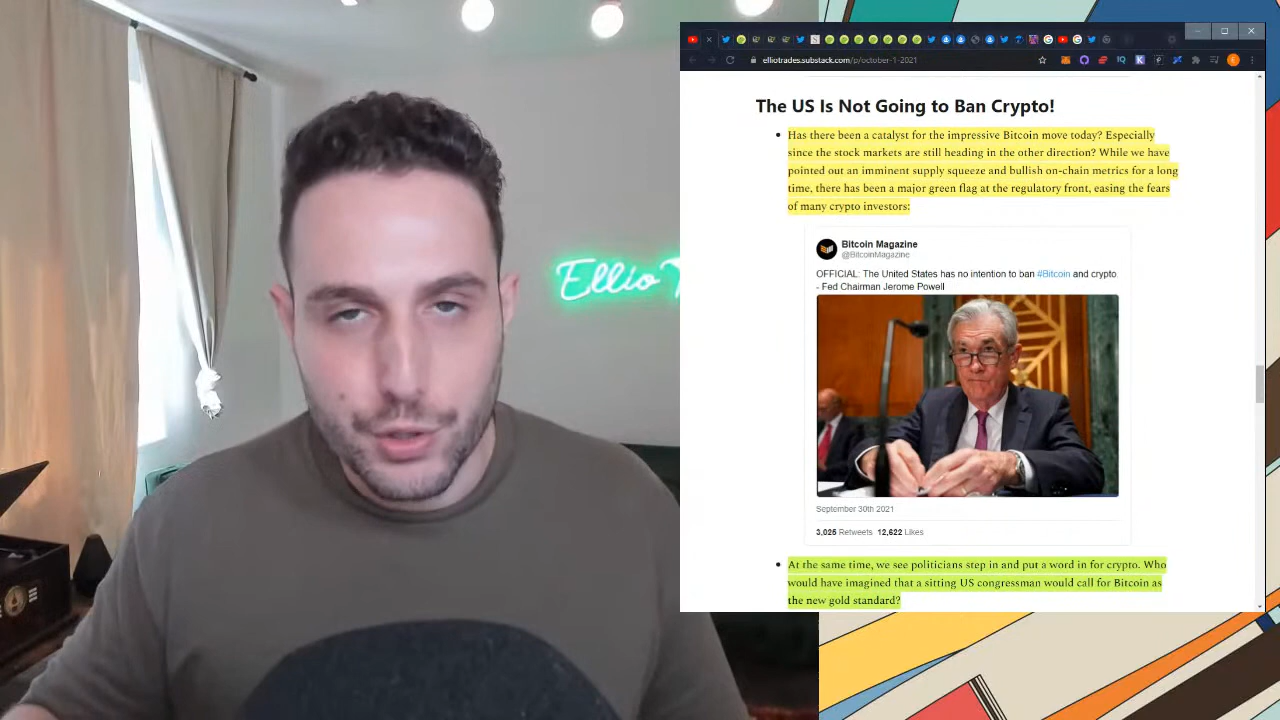 Ellio T
elliotrades.substack.com/p/october-1-2021
The US Is Not Going to Ban Crypto!
Has there been a catalyst for the impressive Bitcoin move today? Especially
since the stock markets are still heading in the other direction? While we have
pointed out an imminent supply squeeze and bullish on-chain metrics for a long
time, there has been a major green flag at the regulatory front, easing the fears
of many crypto investors:
Bitcoin Magazine
@BitcoinMagazine
OFFICIAL: The United States has no intention to ban #Bitcoin and crypto
- Fed Chairman Jerome Powell
September 30th 2021
3,025 Retweets 12,622 Likes
At the same time, we see politicians step in and put a word in for crypto. Who
would have imagined that a sitting US congressman would call for Bitcoin as
the new gold standard?